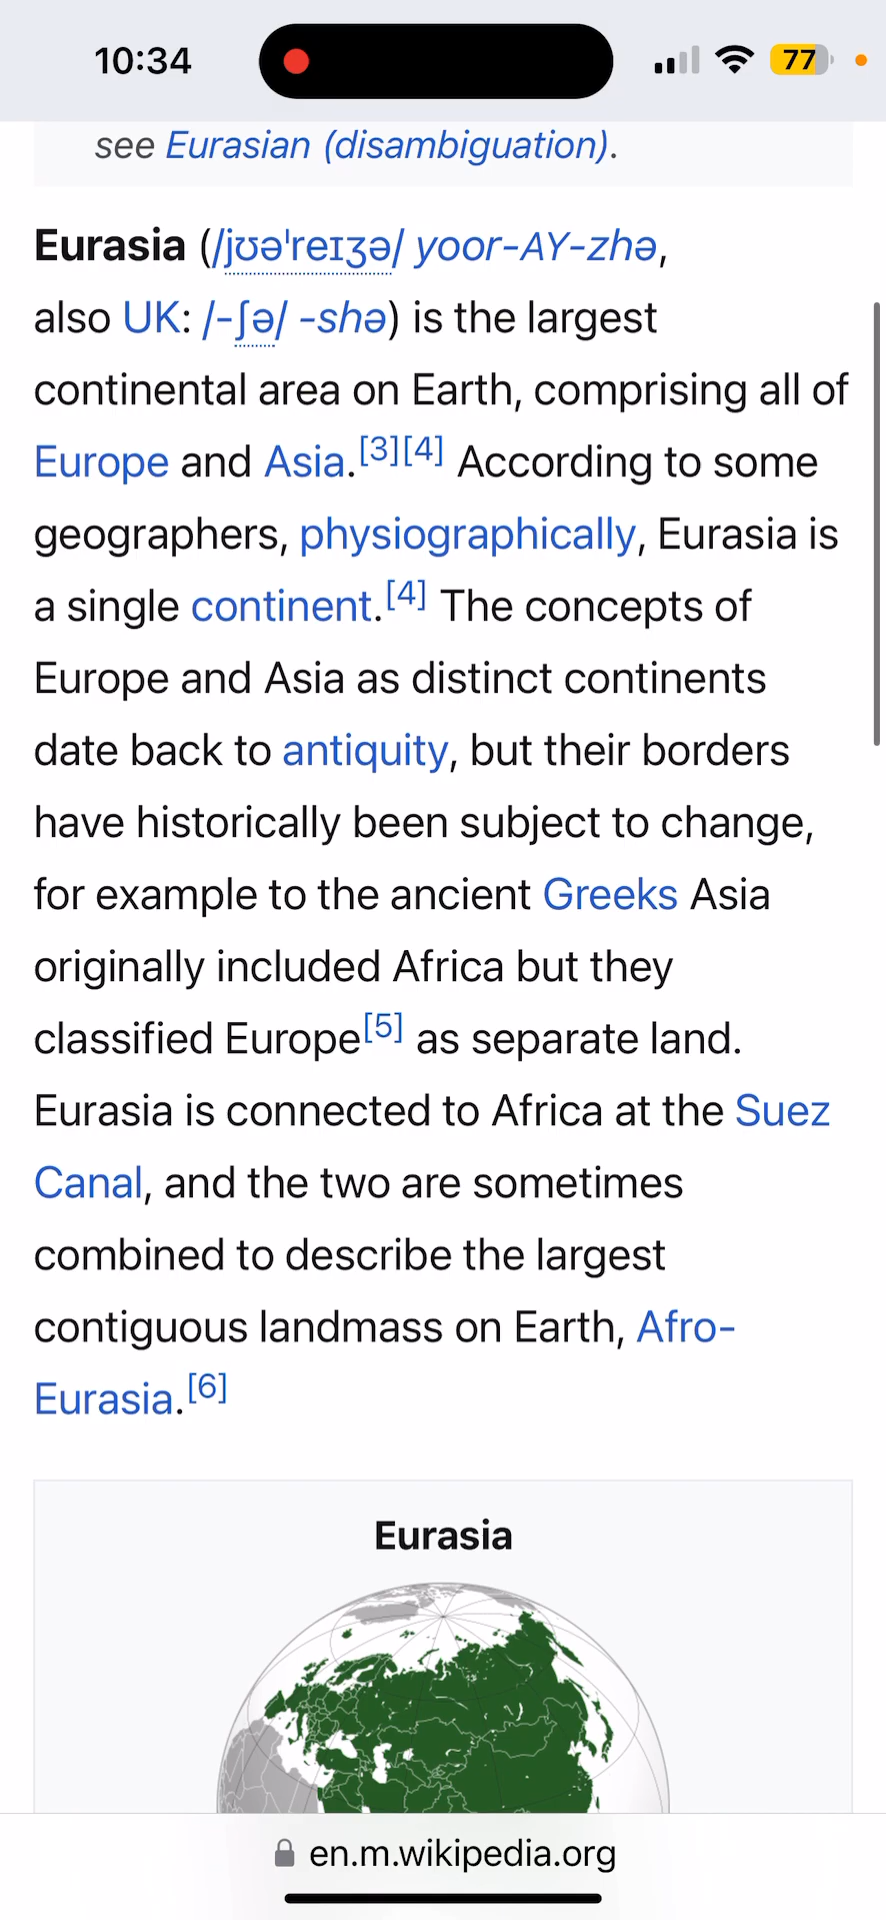 10:34
77
see Eurasian (disambiguation).
Eurasia (/jʊəˈreɪʒə/ yoor-AY-zhə,
also UK: /-ʃə/ -shə) is the largest
continental area on Earth, comprising all of
Europe and Asia.[3][4] According to some
geographers, physiographically, Eurasia is
a single continent.[4] The concepts of
Europe and Asia as distinct continents
date back to antiquity, but their borders
have historically been subject to change,
for example to the ancient Greeks Asia
originally included Africa but they
classified Europe[5] as separate land.
Eurasia is connected to Africa at the Suez
Canal, and the two are sometimes
combined to describe the largest
contiguous landmass on Earth, Afro-
Eurasia.[6]
Eurasia
en.m.wikipedia.org